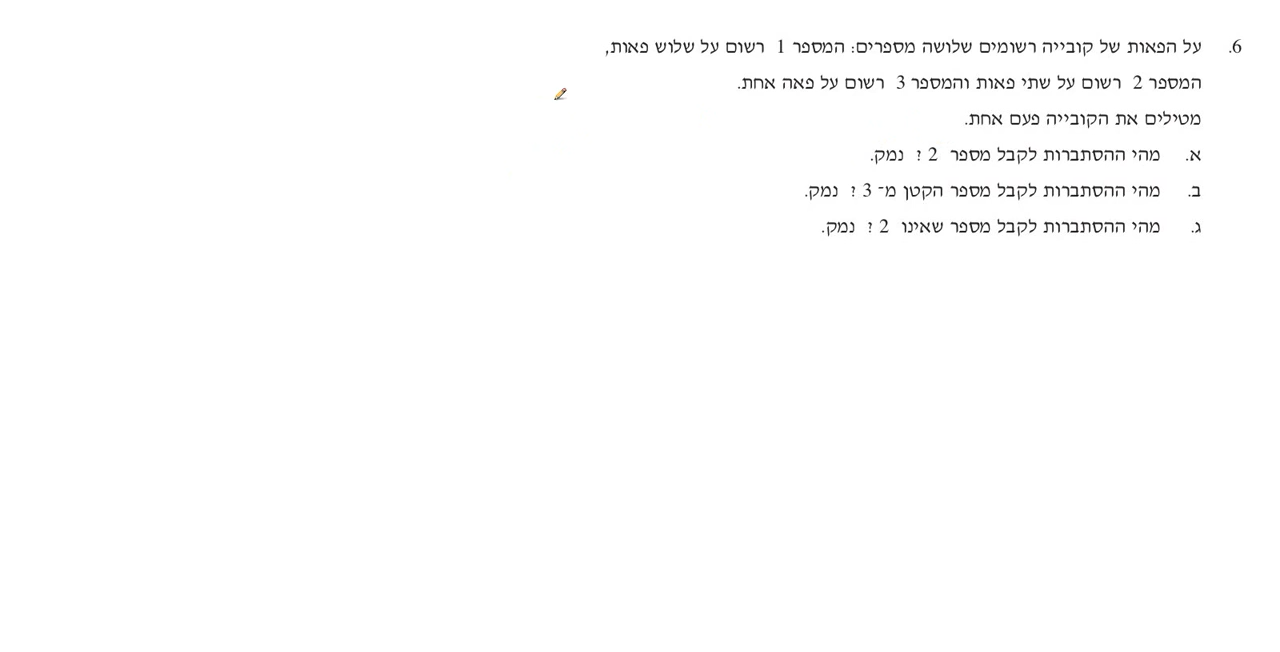 6. על הפאות של קובייה רשומים שלושה מספרים: המספר 1 רשום על שלוש פאות,
המספר 2 רשום על שתי פאות והמספר 3 רשום על פאה אחת.
מטילים את הקובייה פעם אחת.
א. מהי ההסתברות לקבל מספר 2 ? נמק.
ב. מהי ההסתברות לקבל מספר הקטן מ־ 3 ? נמק.
ג. מהי ההסתברות לקבל מספר שאינו 2 ? נמק.